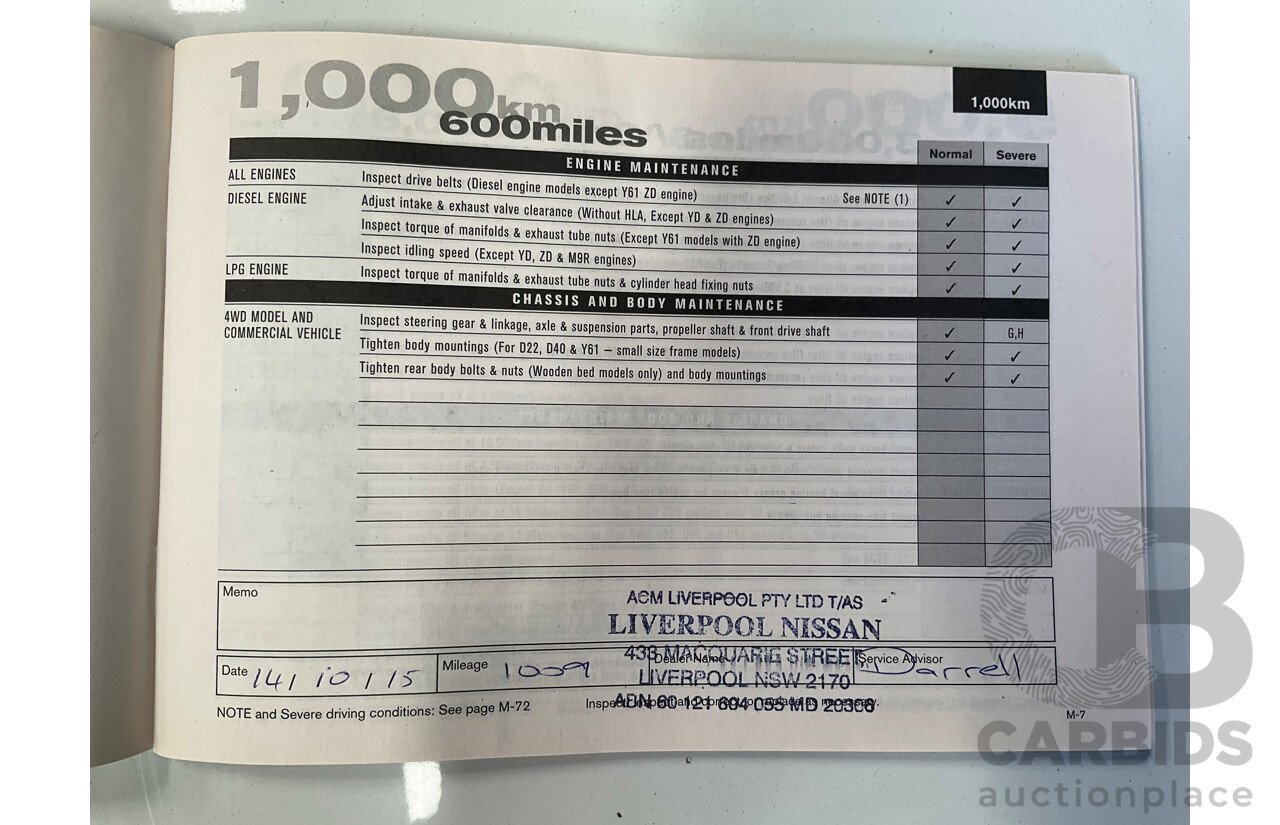 1,000km
600miles
1,000km
Normal Severe
ENGINE MAINTENANCE
ALL ENGINES Inspect drive belts (Diesel engine models except Y61 ZD engine) See NOTE (1) ✓ ✓
DIESEL ENGINE Adjust intake & exhaust valve clearance (Without HLA, Except YD & ZD engines) ✓ ✓
Inspect torque of manifolds & exhaust tube nuts (Except Y61 models with ZD engine) ✓ ✓
Inspect idling speed (Except YD, ZD & M9R engines) ✓ ✓
LPG ENGINE Inspect torque of manifolds & exhaust tube nuts & cylinder head fixing nuts ✓ ✓
CHASSIS AND BODY MAINTENANCE
4WD MODEL AND
COMMERCIAL VEHICLE
Inspect steering gear & linkage, axle & suspension parts, propeller shaft & front drive shaft ✓ G,H
Tighten body mountings (For D22, D40 & Y61 – small size frame models) ✓ ✓
Tighten rear body bolts & nuts (Wooden bed models only) and body mountings ✓ ✓
Memo
ACM LIVERPOOL PTY LTD T/AS
LIVERPOOL NISSAN
433 MACQUARIE STREET
LIVERPOOL NSW 2170
Date 14/10/15 Mileage 1009 Dealer Name Service Advisor Darrell
NOTE and Severe driving conditions: See page M-72
M-7
CB
CARBIDS
auctionplace